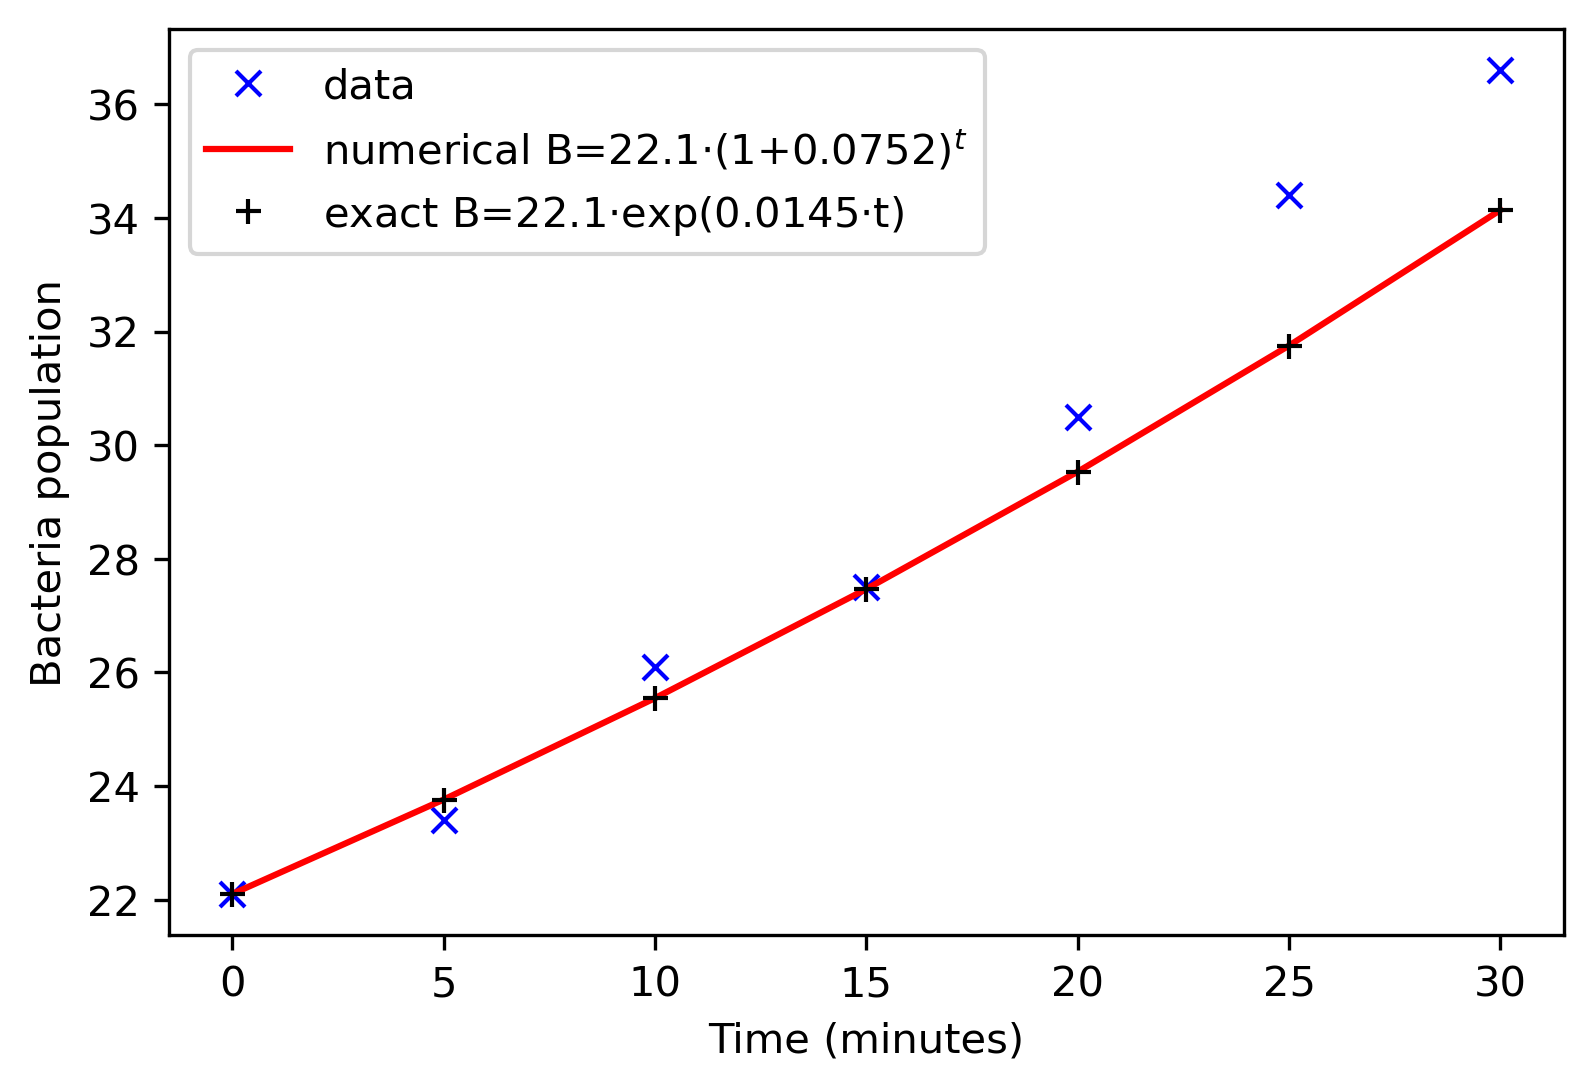 data
numerical B=22.1·(1+0.0752)^t
exact B=22.1·exp(0.0145·t)
36
34
32
30
28
26
24
22
Bacteria population
0 5 10 15 20 25 30
Time (minutes)